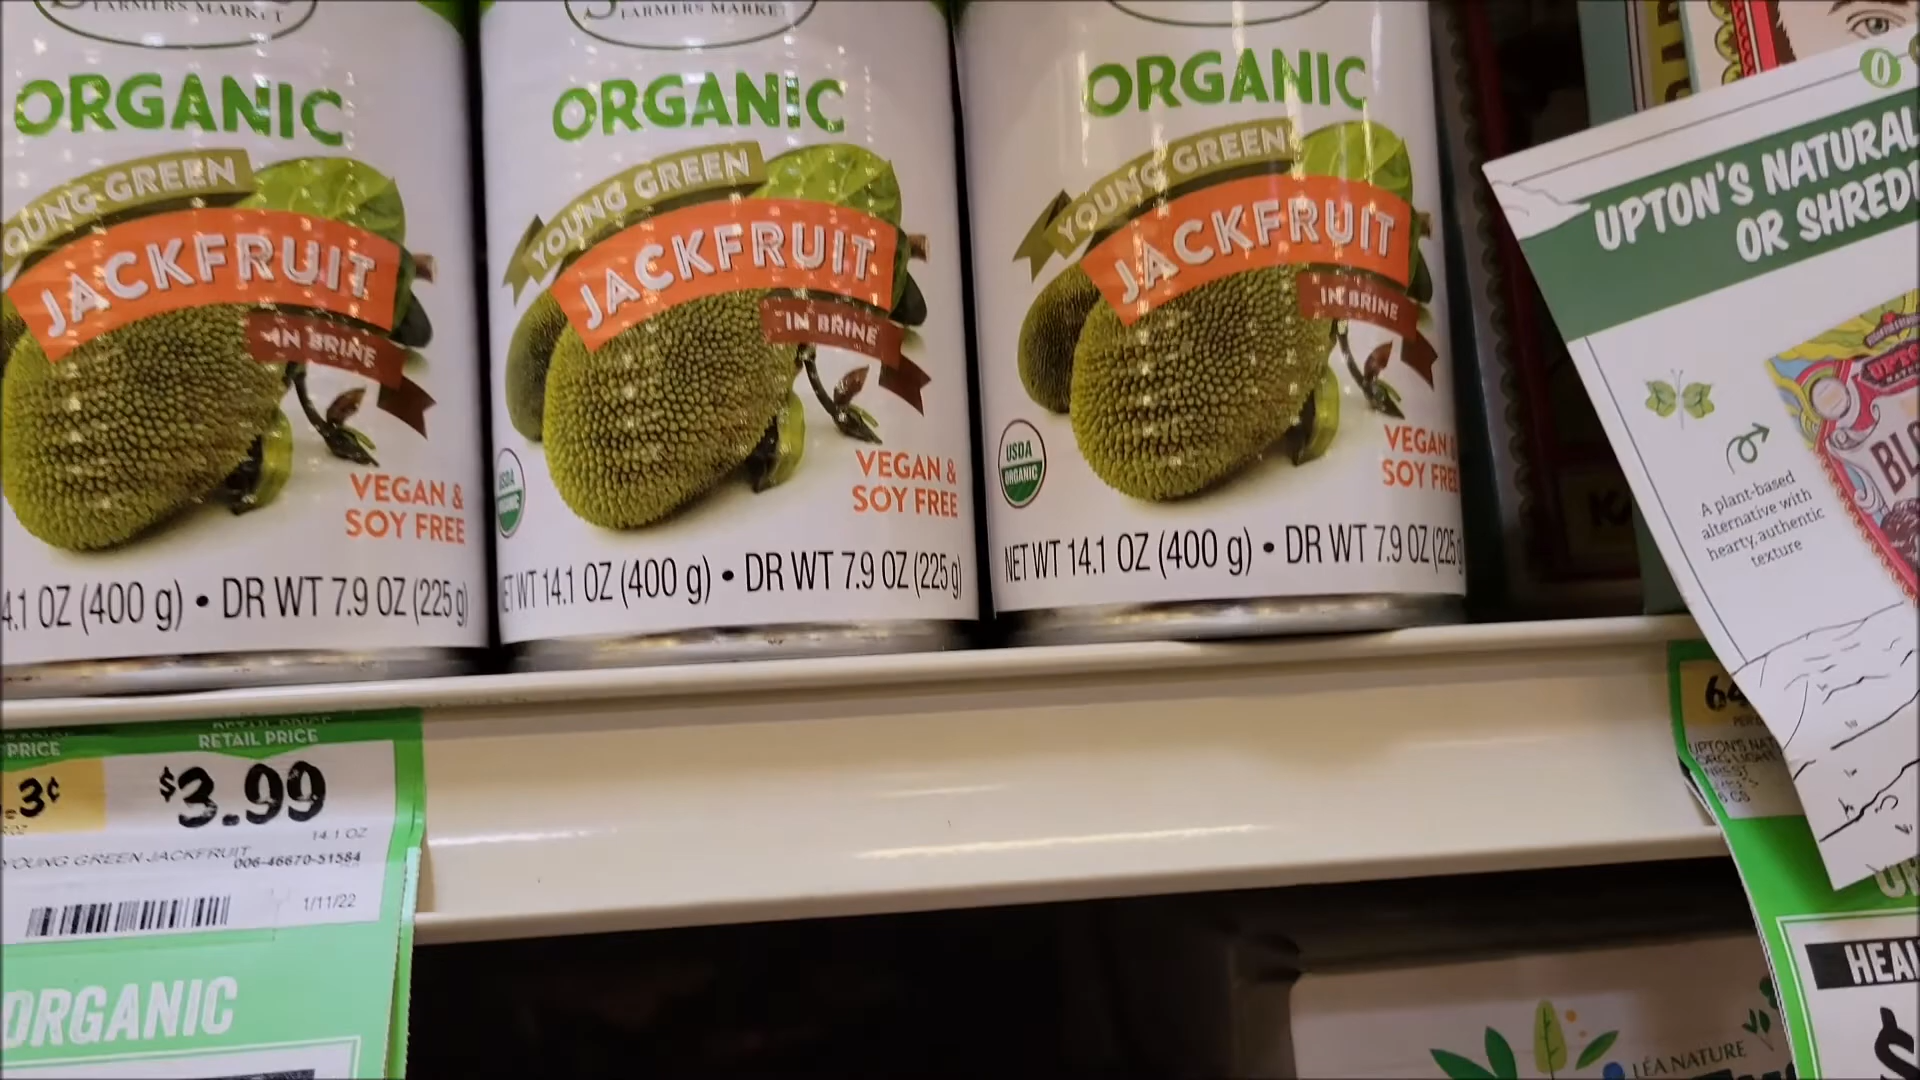 FARMERS MARKET
ORGANIC
YOUNG GREEN
JACKFRUIT
IN BRINE
VEGAN &
SOY FREE
4.1 OZ (400 g) • DR WT 7.9 OZ (225 g)
FARMERS MARKET
ORGANIC
YOUNG GREEN
JACKFRUIT
IN BRINE
USDA
ORGANIC
VEGAN &
SOY FREE
NET WT 14.1 OZ (400 g) • DR WT 7.9 OZ (225 g)
ORGANIC
YOUNG GREEN
JACKFRUIT
IN BRINE
USDA
ORGANIC
VEGAN &
SOY FREE
NET WT 14.1 OZ (400 g) • DR WT 7.9 OZ (225 g)
UPTON'S NATURAL
OR SHRED
A plant-based
alternative with
hearty, authentic
texture
PRICE
RETAIL PRICE
.3¢
$3.99
14.1 OZ
YOUNG GREEN JACKFRUIT
006-46670-51584
1/11/22
ORGANIC
64
UPTON'S NAT
HEAL
$
LÉA NATURE